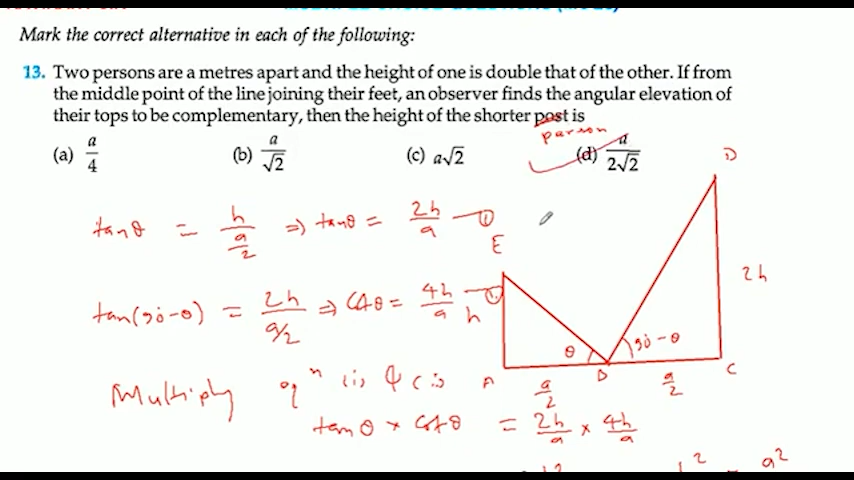 Mark the correct alternative in each of the following:
13. Two persons are a metres apart and the height of one is double that of the other. If from
the middle point of the line joining their feet, an observer finds the angular elevation of
their tops to be complementary, then the height of the shorter post is
person
(a) a/4 (b) a/√2 (c) a√2 (d) a/2√2
tanθ = h/(a/2) ⇒ tanθ = 2h/a —①
tan(90°-θ) = 2h/(a/2) ⇒ cotθ = 4h/a
E
D
2h
h
θ
90-θ
A
B
C
a/2
a/2
Multiply eqn (i) & (ii)
tanθ × cotθ = 2h/a × 4h/a